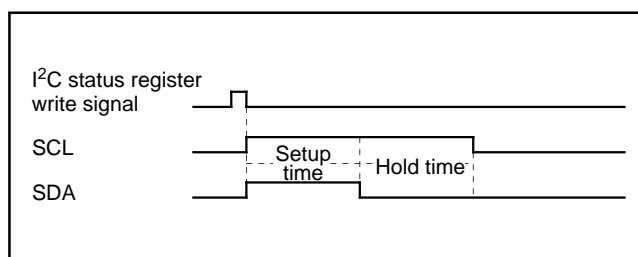 I²C status register
write signal
SCL
Setup
time
Hold time
SDA